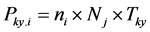 P_{ky.i} = n_i × N_j × T_{ky}